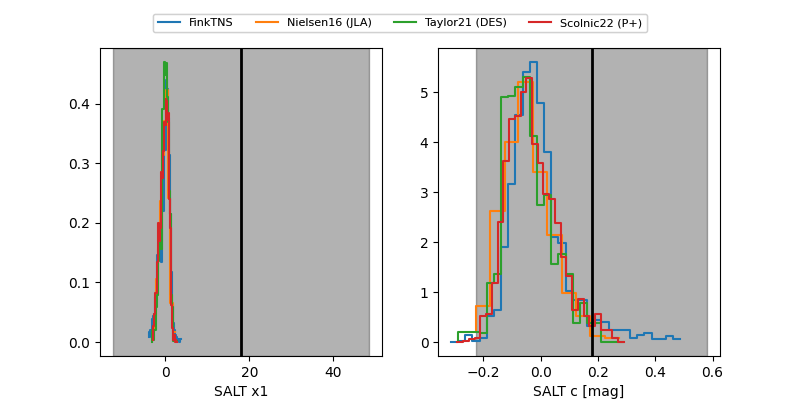 FinkTNS Nielsen16 (JLA) Taylor21 (DES) Scolnic22 (P+)
0.4
0.3
0.2
0.1
0.0
0 20 40
SALT x1
5
4
3
2
1
0
−0.2 0.0 0.2 0.4 0.6
SALT c [mag]